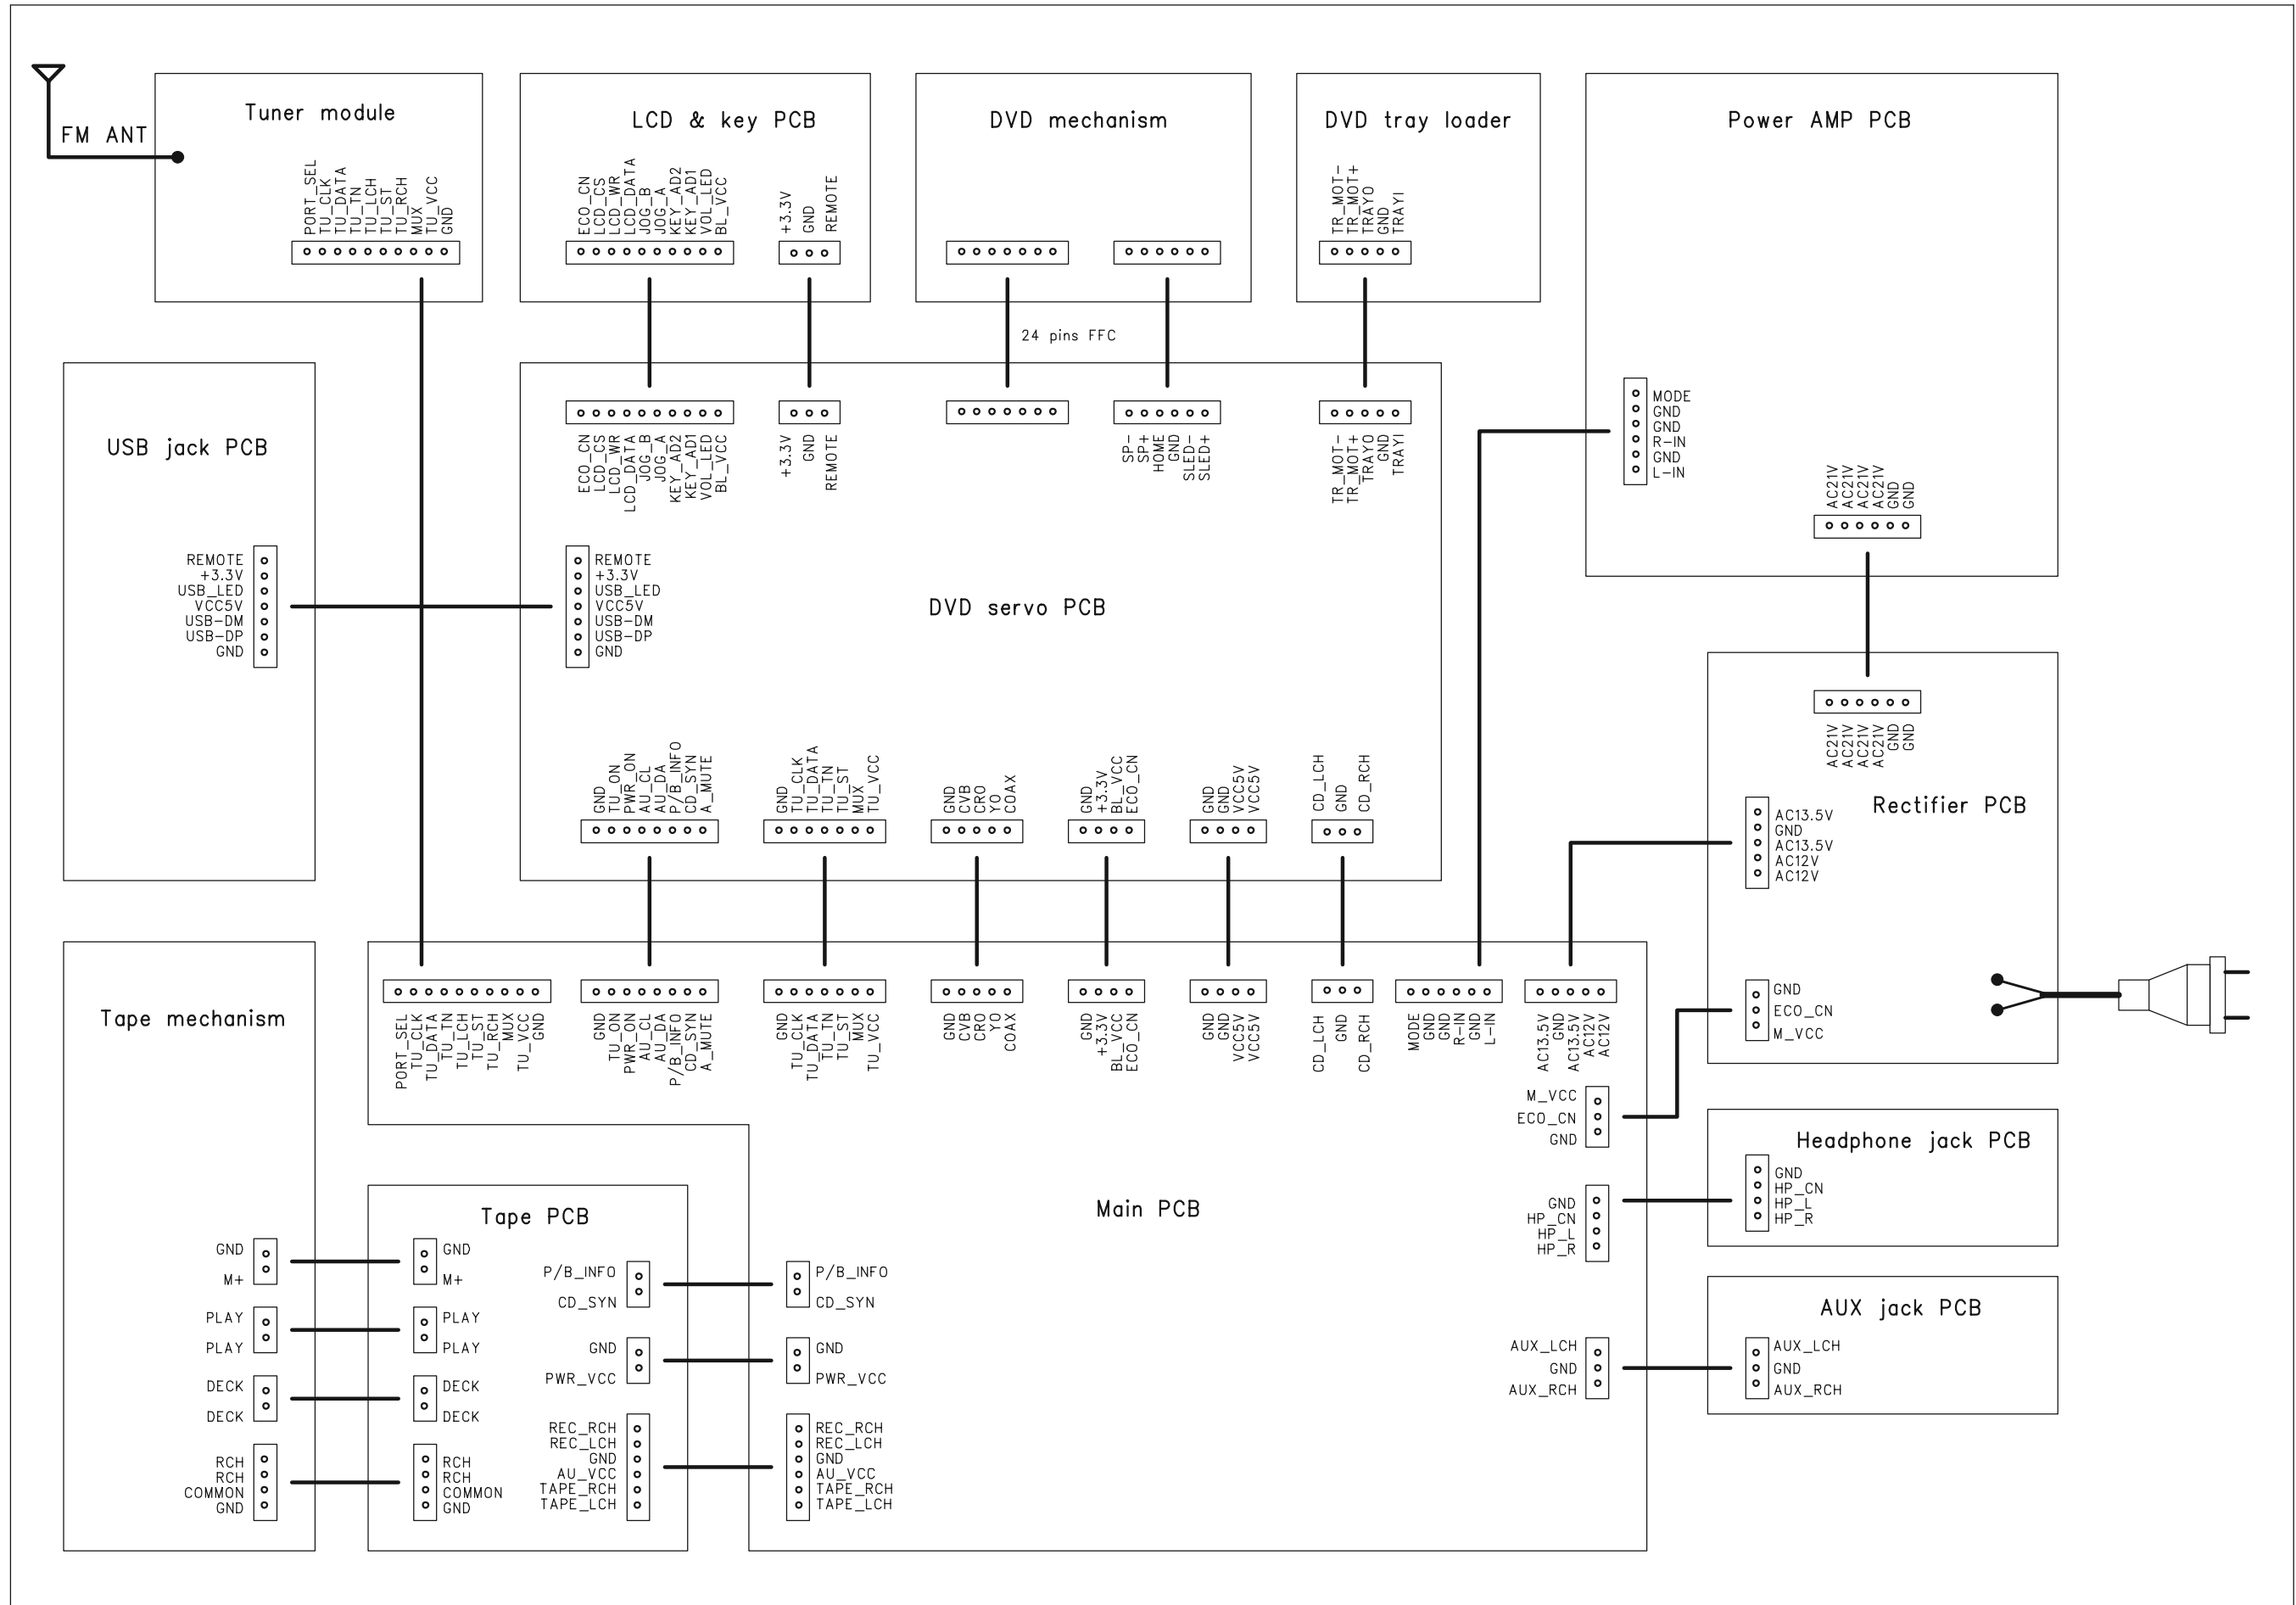 FM ANT
Tuner module
PORT_SEL
TU_CLK
TU_DATA
TU_TN
TU_LCH
TU_ST
TU_RCH
MUX
TU_VCC
GND
LCD & key PCB
ECO_CN
LCD_CS
LCD_WR
LCD_DATA
JOG_B
JOG_A
KEY_AD2
KEY_AD1
VOL_LED
BL_VCC
+3.3V
GND
REMOTE
DVD mechanism
24 pins FFC
DVD tray loader
TR_MOT-
TR_MOT+
TRAYO
GND
TRAYI
Power AMP PCB
MODE
GND
GND
R-IN
GND
L-IN
AC21V
AC21V
AC21V
AC21V
GND
GND
USB jack PCB
REMOTE
+3.3V
USB_LED
VCC5V
USB-DM
USB-DP
GND
DVD servo PCB
ECO_CN
LCD_CS
LCD_WR
LCD_DATA
JOG_B
JOG_A
KEY_AD2
KEY_AD1
VOL_LED
BL_VCC
+3.3V
GND
REMOTE
SP-
SP+
HOME
GND
SLED-
SLED+
TR_MOT-
TR_MOT+
TRAYO
GND
TRAYI
REMOTE
+3.3V
USB_LED
VCC5V
USB-DM
USB-DP
GND
GND
TU_ON
PWR_ON
AU_CL
AU_DA
P/B_INFO
CD_SYN
A_MUTE
GND
TU_CLK
TU_DATA
TU_TN
TU_ST
MUX
TU_VCC
GND
CVB
CRO
YO
COAX
GND
+3.3V
BL_VCC
ECO_CN
GND
GND
VCC5V
VCC5V
CD_LCH
GND
CD_RCH
Rectifier PCB
AC21V
AC21V
AC21V
AC21V
GND
GND
AC13.5V
GND
AC13.5V
AC12V
AC12V
GND
ECO_CN
M_VCC
Tape mechanism
GND
M+
PLAY
PLAY
DECK
DECK
RCH
RCH
COMMON
GND
Tape PCB
GND
M+
PLAY
PLAY
DECK
DECK
RCH
RCH
COMMON
GND
P/B_INFO
CD_SYN
GND
PWR_VCC
REC_RCH
REC_LCH
GND
AU_VCC
TAPE_RCH
TAPE_LCH
Main PCB
PORT_SEL
TU_CLK
TU_DATA
TU_TN
TU_LCH
TU_ST
TU_RCH
MUX
TU_VCC
GND
GND
TU_ON
PWR_ON
AU_CL
AU_DA
P/B_INFO
CD_SYN
A_MUTE
GND
TU_CLK
TU_DATA
TU_TN
TU_ST
MUX
TU_VCC
GND
CVB
CRO
YO
COAX
GND
+3.3V
BL_VCC
ECO_CN
GND
GND
VCC5V
VCC5V
CD_LCH
GND
CD_RCH
MODE
GND
GND
R-IN
GND
L-IN
AC13.5V
GND
AC13.5V
AC12V
AC12V
M_VCC
ECO_CN
GND
GND
HP_CN
HP_L
HP_R
AUX_LCH
GND
AUX_RCH
P/B_INFO
CD_SYN
GND
PWR_VCC
REC_RCH
REC_LCH
GND
AU_VCC
TAPE_RCH
TAPE_LCH
Headphone jack PCB
GND
HP_CN
HP_L
HP_R
AUX jack PCB
AUX_LCH
GND
AUX_RCH